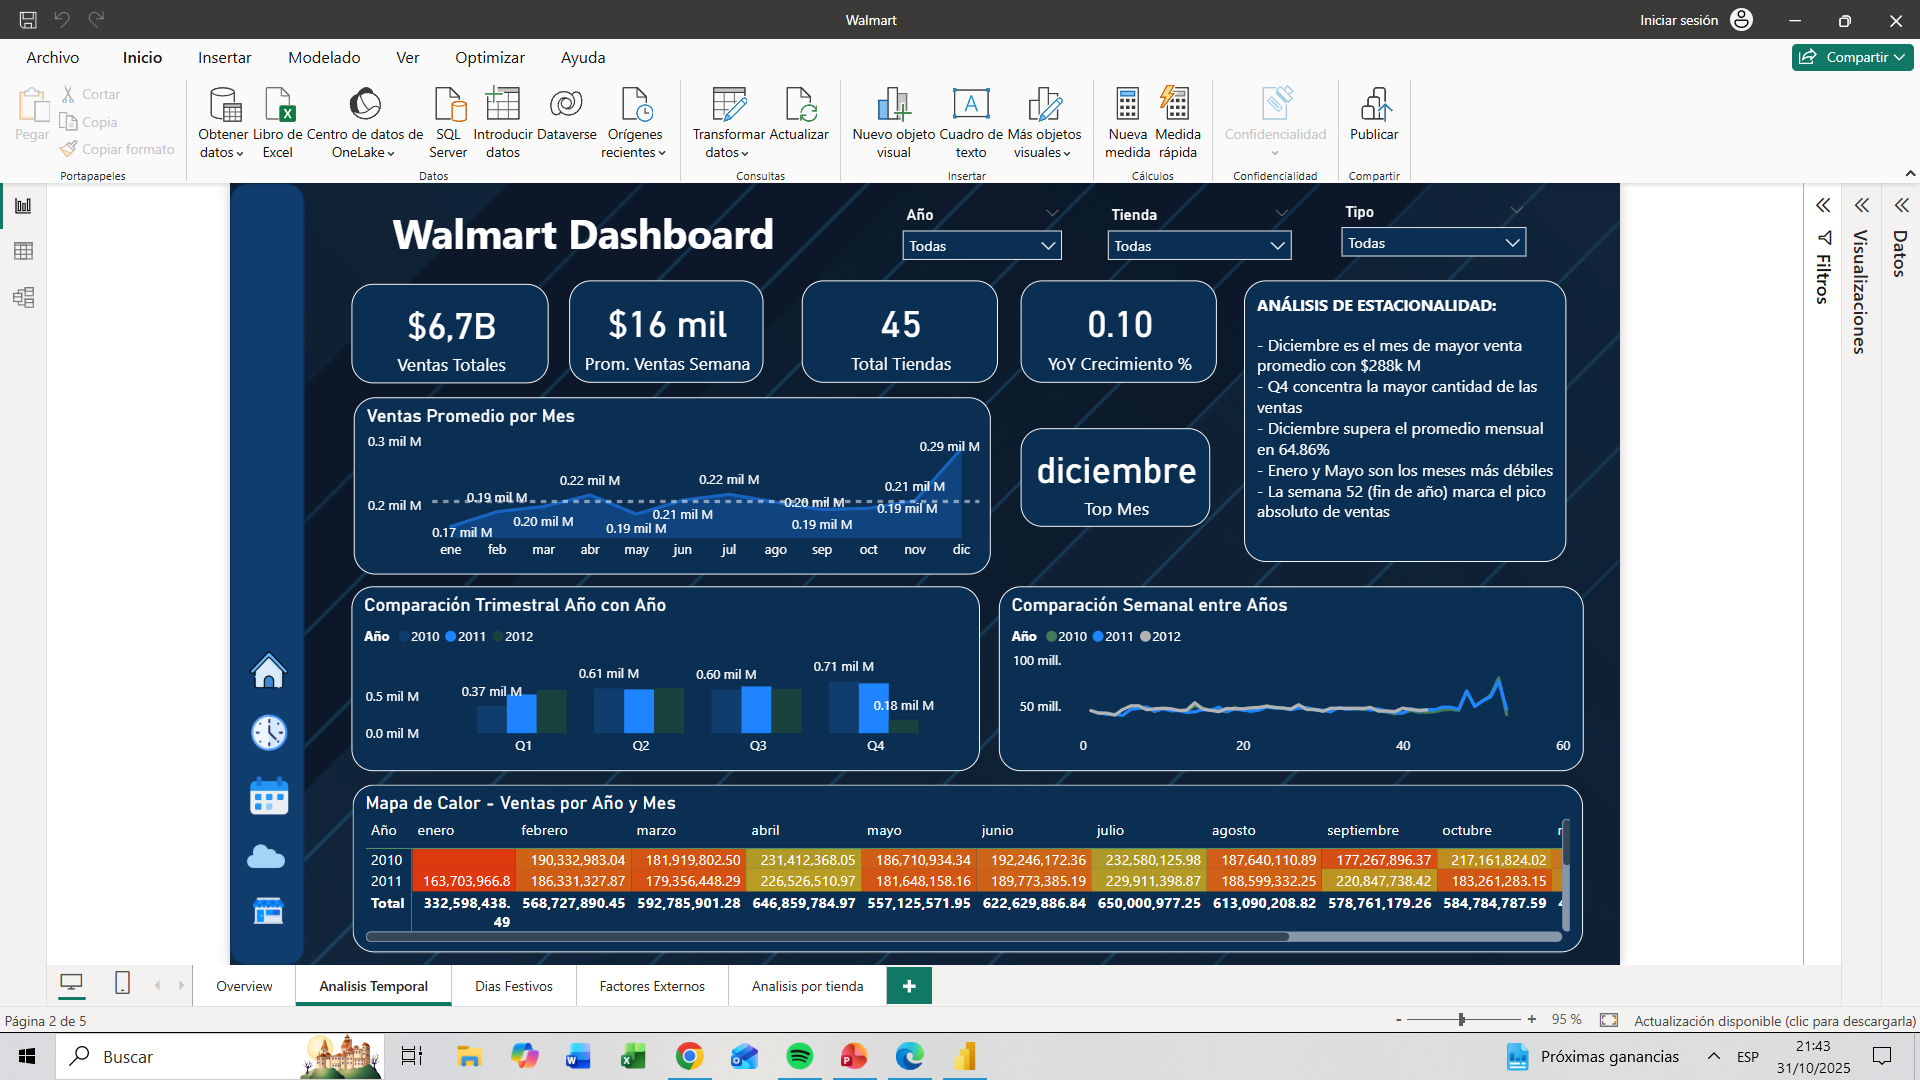 Walmart
Iniciar sesión
Archivo
Inicio
Insertar
Modelado
Ver
Optimizar
Ayuda
Compartir
Pegar
Cortar
Copia
Copiar formato
Portapapeles
Obtener datos
Libro de Excel
Centro de datos de OneLake
SQL Server
Introducir datos
Dataverse
Orígenes recientes
Datos
Transformar datos
Actualizar
Consultas
Nuevo objeto visual
Cuadro de texto
Más objetos visuales
Insertar
Nueva medida
Medida rápida
Cálculos
Confidencialidad
Confidencialidad
Publicar
Compartir
Walmart Dashboard
Año
Todas
Tienda
Todas
Tipo
Todas
Filtros
Visualizaciones
Datos
$6,7B
Ventas Totales
$16 mil
Prom. Ventas Semana
45
Total Tiendas
0.10
YoY Crecimiento %
ANÁLISIS DE ESTACIONALIDAD:
- Diciembre es el mes de mayor venta
promedio con $288k M
- Q4 concentra la mayor cantidad de las
ventas
- Diciembre supera el promedio mensual
en 64.86%
- Enero y Mayo son los meses más débiles
- La semana 52 (fin de año) marca el pico
absoluto de ventas
Ventas Promedio por Mes
0.3 mil M
0.2 mil M
0.17 mil M
0.19 mil M
0.20 mil M
0.22 mil M
0.19 mil M
0.21 mil M
0.22 mil M
0.20 mil M
0.19 mil M
0.19 mil M
0.21 mil M
0.29 mil M
ene feb mar abr may jun jul ago sep oct nov dic
diciembre
Top Mes
Comparación Trimestral Año con Año
Año 2010 2011 2012
0.5 mil M
0.0 mil M
0.37 mil M
0.61 mil M
0.60 mil M
0.71 mil M
0.18 mil M
Q1 Q2 Q3 Q4
Comparación Semanal entre Años
Año 2010 2011 2012
100 mill.
50 mill.
0 20 40 60
Mapa de Calor - Ventas por Año y Mes
Año enero febrero marzo abril mayo junio julio agosto septiembre octubre
2010 190,332,983.04 181,919,802.50 231,412,368.05 186,710,934.34 192,246,172.36 232,580,125.98 187,640,110.89 177,267,896.37 217,161,824.02
2011 163,703,966.8 186,331,327.87 179,356,448.29 226,526,510.97 181,648,158.16 189,773,385.19 229,911,398.87 188,599,332.25 220,847,738.42 183,261,283.15
Total 332,598,438.49 568,727,890.45 592,785,901.28 646,859,784.97 557,125,571.95 622,629,886.84 650,000,977.25 613,090,208.82 578,761,179.26 584,784,787.59
Overview
Analisis Temporal
Dias Festivos
Factores Externos
Analisis por tienda
Página 2 de 5
95 %
Actualización disponible (clic para descargarla)
Buscar
Próximas ganancias
ESP
21:43
31/10/2025